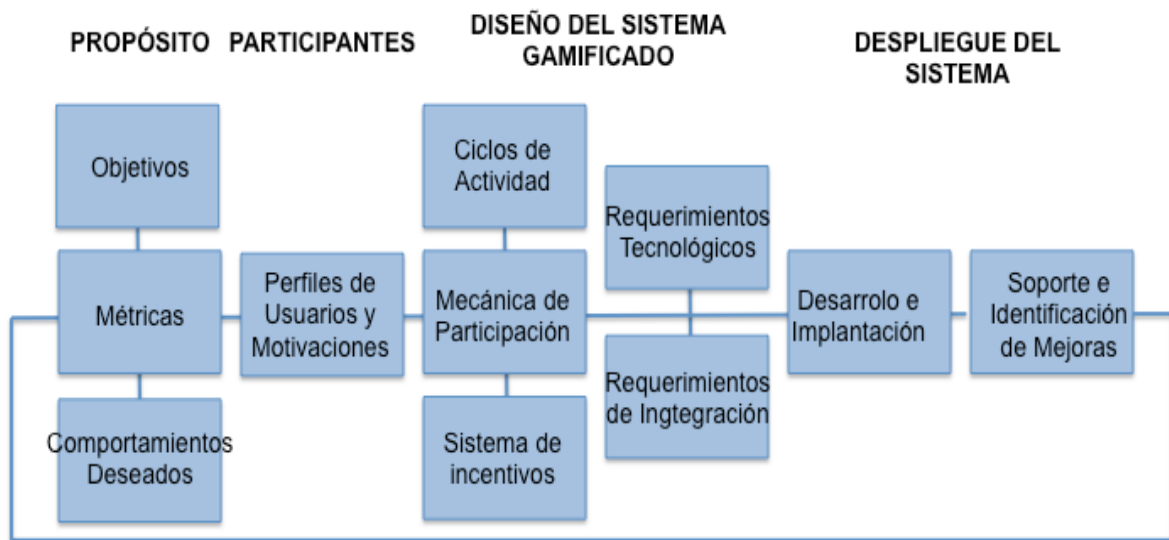 PROPÓSITO
PARTICIPANTES
DISEÑO DEL SISTEMA
GAMIFICADO
DESPLIEGUE DEL
SISTEMA
Objetivos
Métricas
Comportamientos
Deseados
Perfiles de
Usuarios y
Motivaciones
Ciclos de
Actividad
Mecánica de
Participación
Sistema de
incentivos
Requerimientos
Tecnológicos
Requerimientos
de Ingtegración
Desarrolo e
Implantación
Soporte e
Identificación
de Mejoras